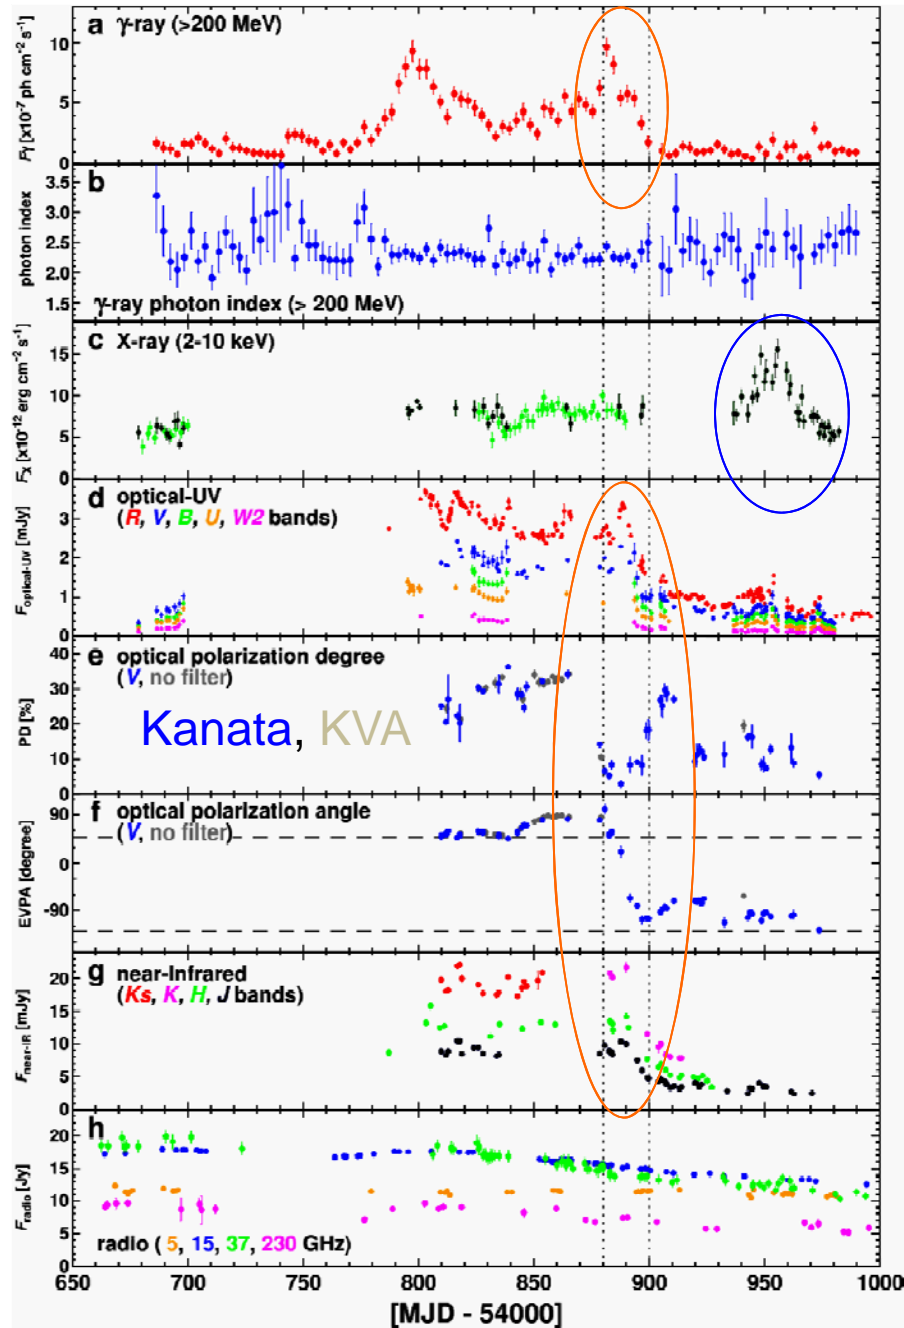 a γ-ray (>200 MeV)
Fγ [x10⁻⁷ ph cm⁻² s⁻¹]
10
5
0
b
photon index
3.5
3.0
2.5
2.0
1.5
γ-ray photon index (> 200 MeV)
c X-ray (2-10 keV)
FX [x10⁻¹² erg cm⁻² s⁻¹]
15
10
5
0
d optical-UV
(R, V, B, U, W2 bands)
Foptical-UV [mJy]
3
2
1
0
e optical polarization degree
(V, no filter)
PD [%]
40
30
20
10
0
Kanata, KVA
f optical polarization angle
(V, no filter)
EVPA [degree]
90
0
-90
g near-Infrared
(Ks, K, H, J bands)
Fnear-IR [mJy]
20
15
10
5
0
h
Fradio [Jy]
20
15
10
5
0
radio ( 5, 15, 37, 230 GHz)
650 700 750 800 850 900 950 1000
[MJD - 54000]